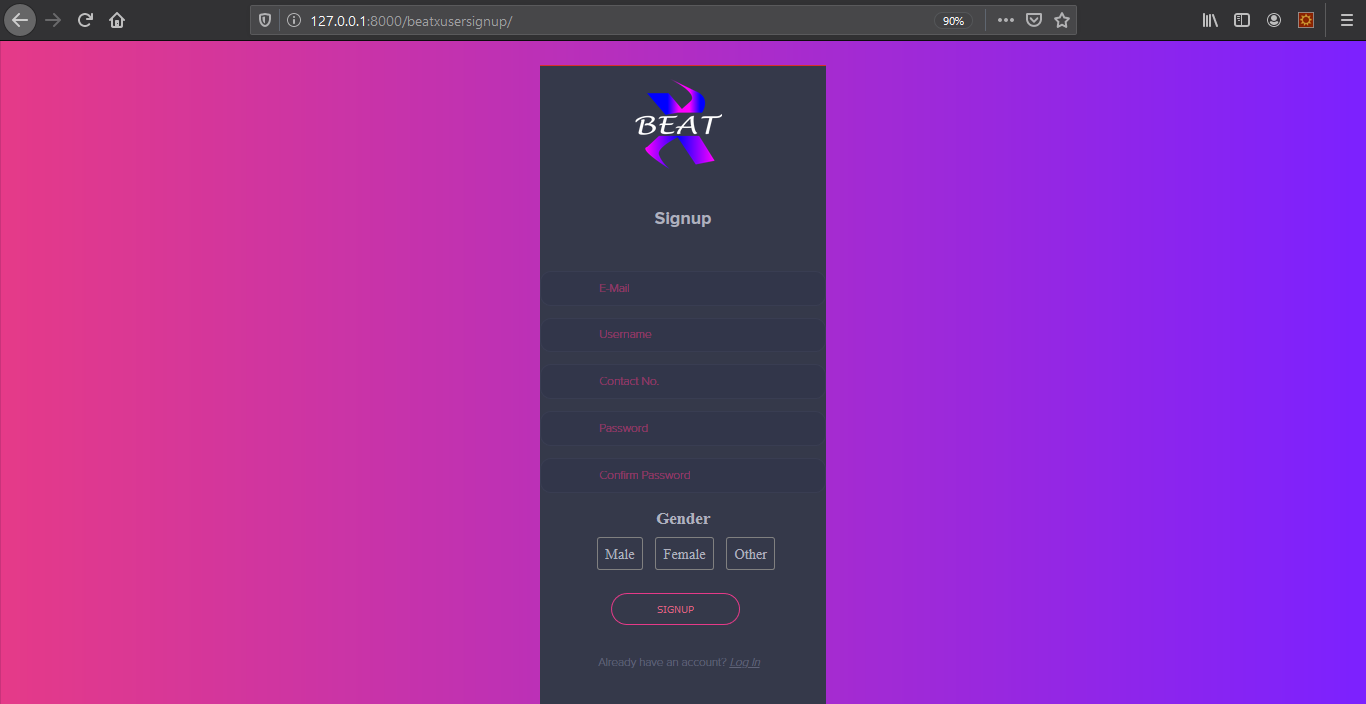 127.0.0.1:8000/beatxusersignup/ 90%
BEAT
Signup
E-Mail
Username
Contact No.
Password
Confirm Password
Gender
Male Female Other
SIGNUP
Already have an account? Log In